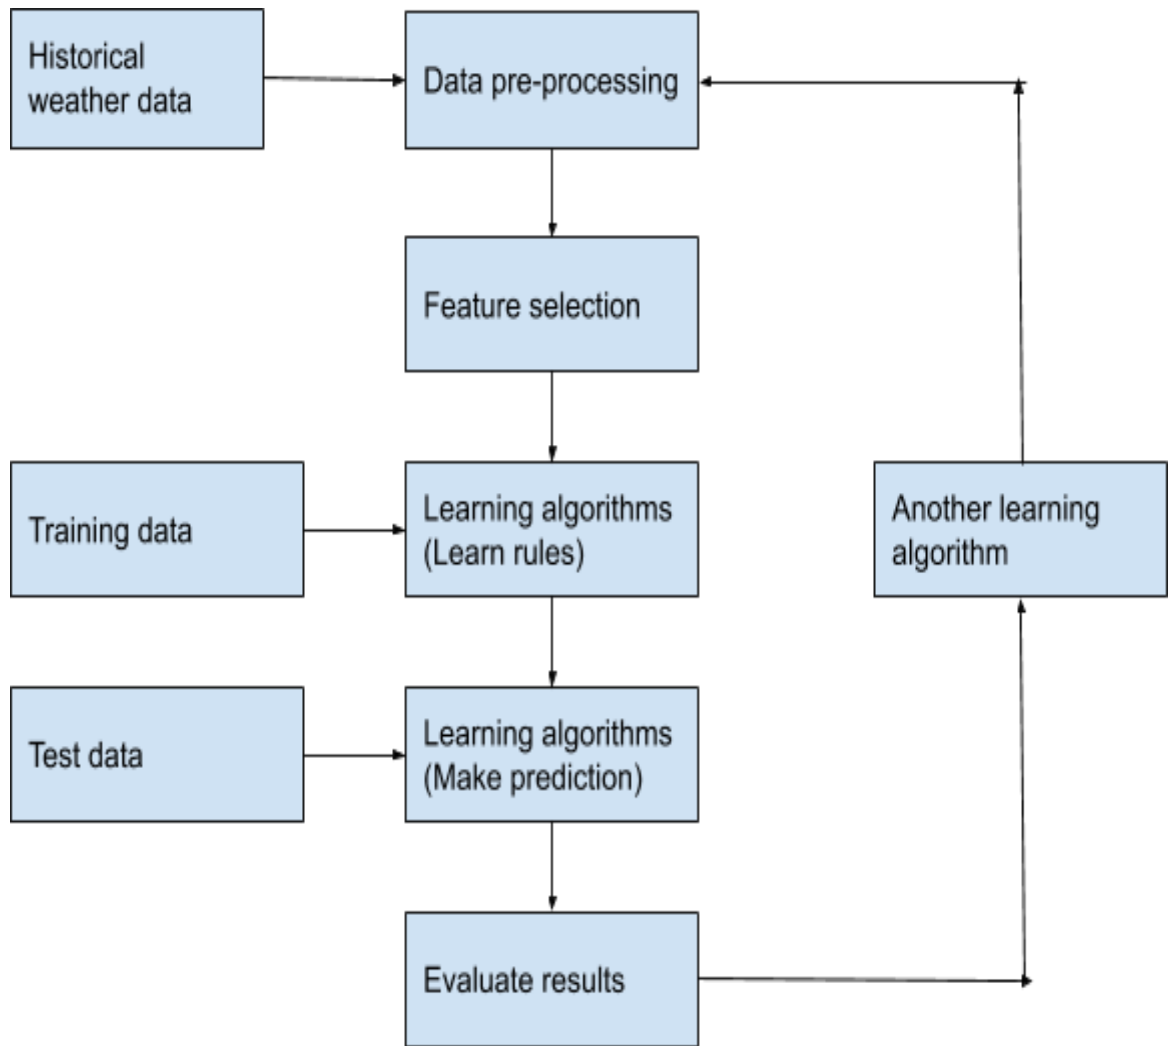 Historical
weather data
Data pre-processing
Feature selection
Training data
Learning algorithms
(Learn rules)
Another learning
algorithm
Test data
Learning algorithms
(Make prediction)
Evaluate results